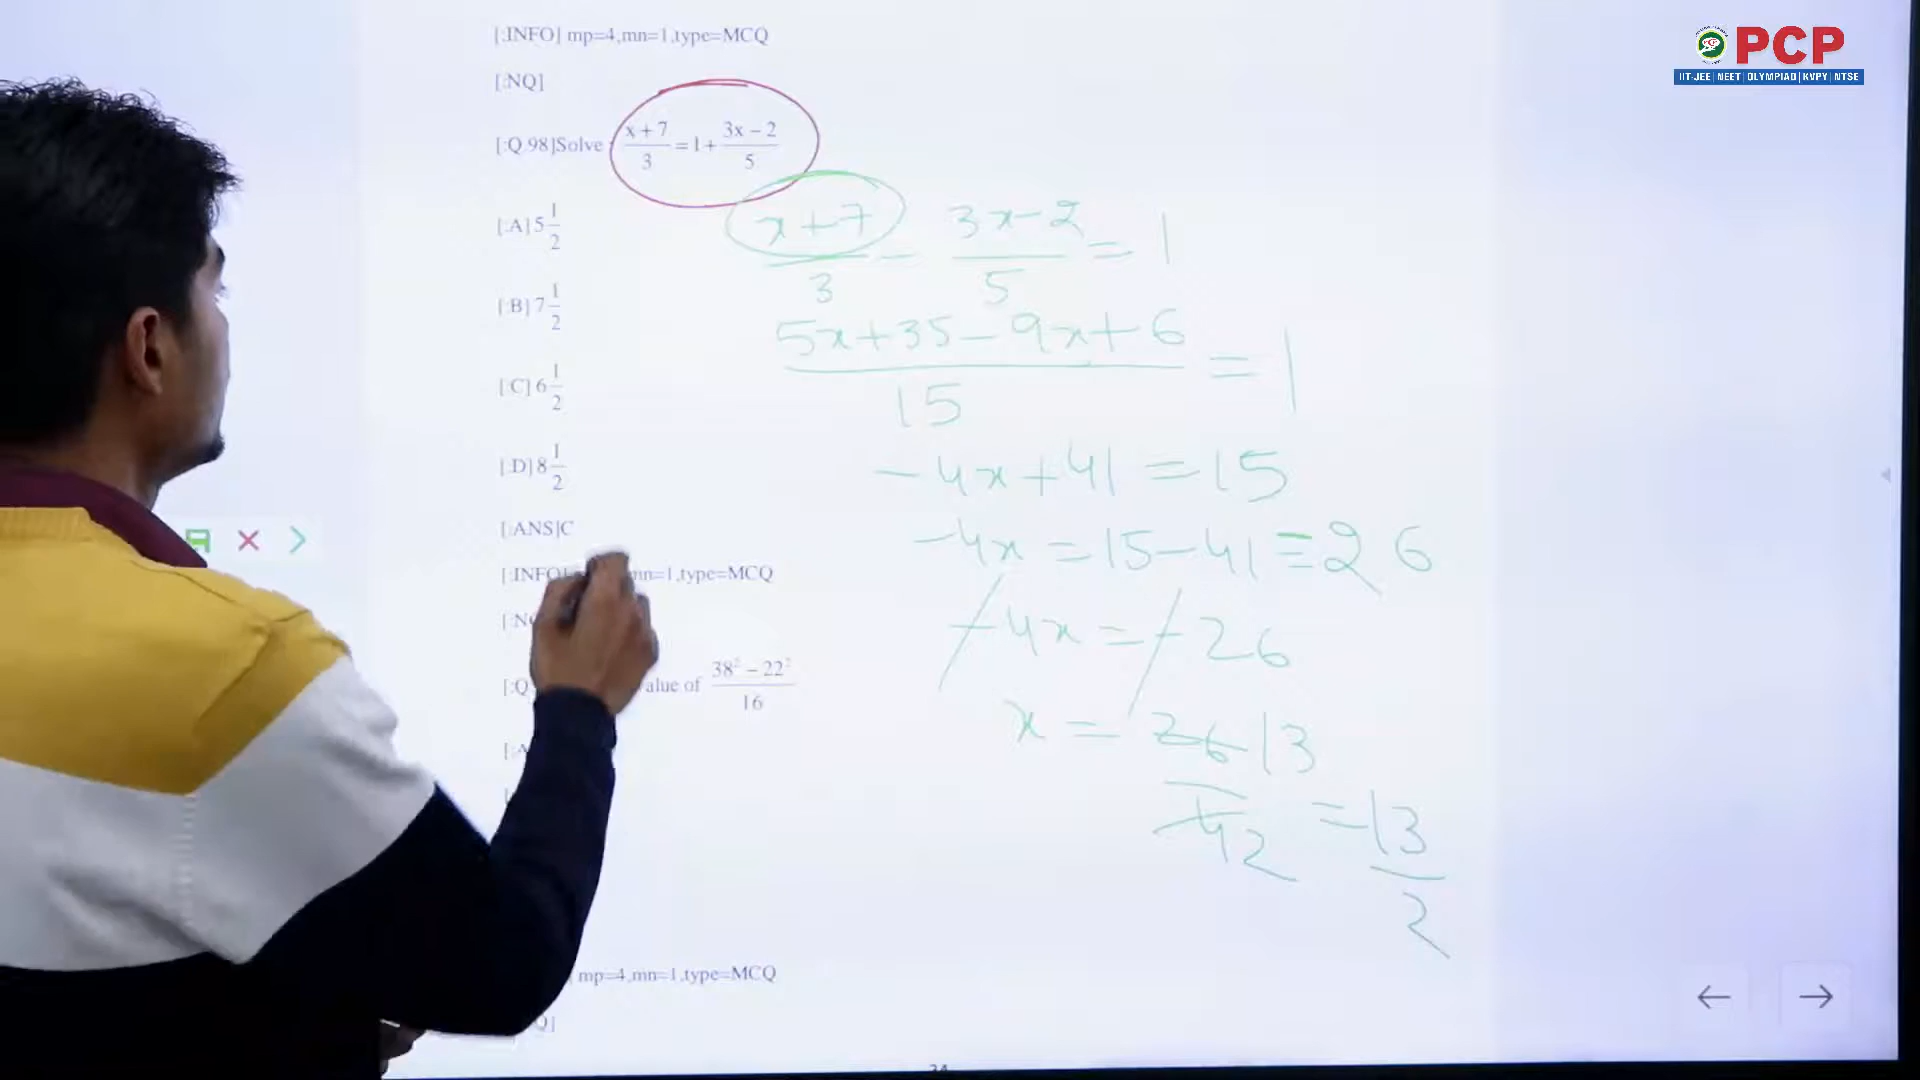 [:INFO] mp=4,mn=1,type=MCQ
PCP
IIT-JEE | NEET | OLYMPIAD | KVPY | NTSE
[:NQ]
[:Q.98]Solve : (x+7)/3 = 1 + (3x-2)/5
[:A] 5 1/2
[:B] 7 1/2
[:C] 6 1/2
[:D] 8 1/2
[:ANS]C
mn=1,type=MCQ
alue of (38² - 22²)/16
mp=4,mn=1,type=MCQ
(x+7)/3 - (3x-2)/5 = 1
(5x+35-9x+6)/15 = 1
-4x+41 = 15
-4x = 15-41 = 26
-4x = -26
x = 26 13
42 = 13/2